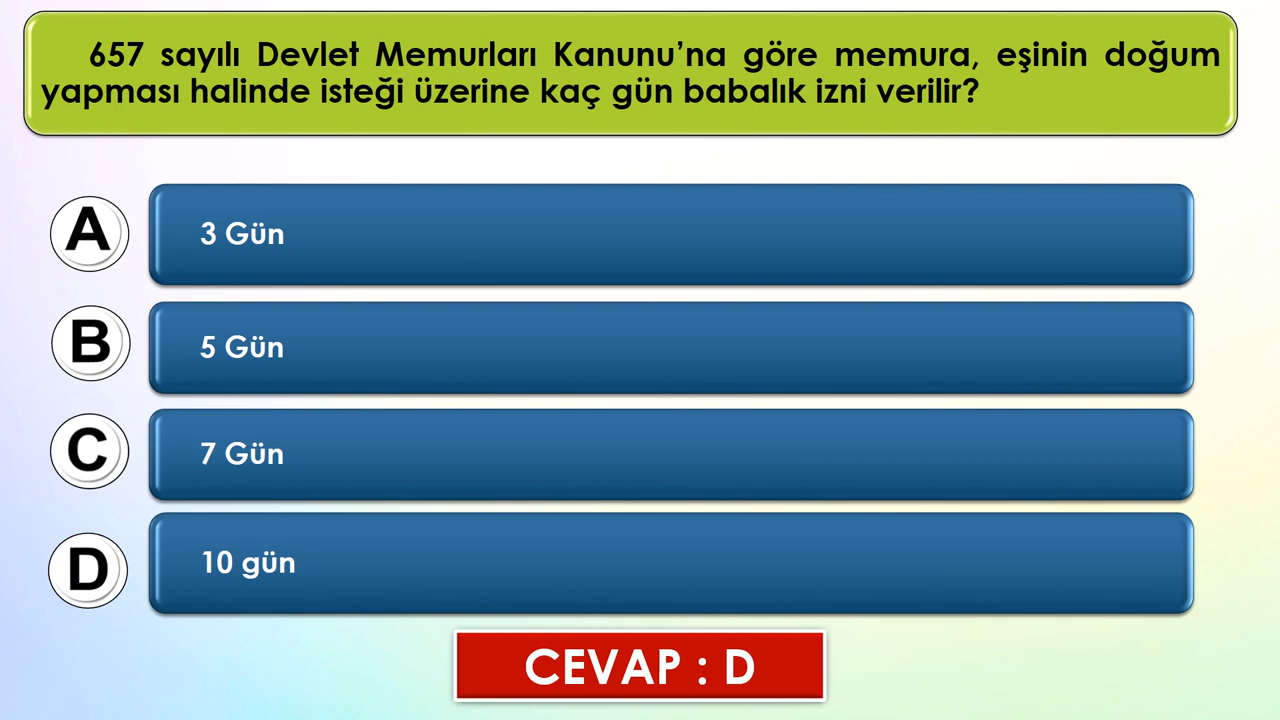 657 sayılı Devlet Memurları Kanunu’na göre memura, eşinin doğum
yapması halinde isteği üzerine kaç gün babalık izni verilir?
A
3 Gün
B
5 Gün
C
7 Gün
D
10 gün
CEVAP : D